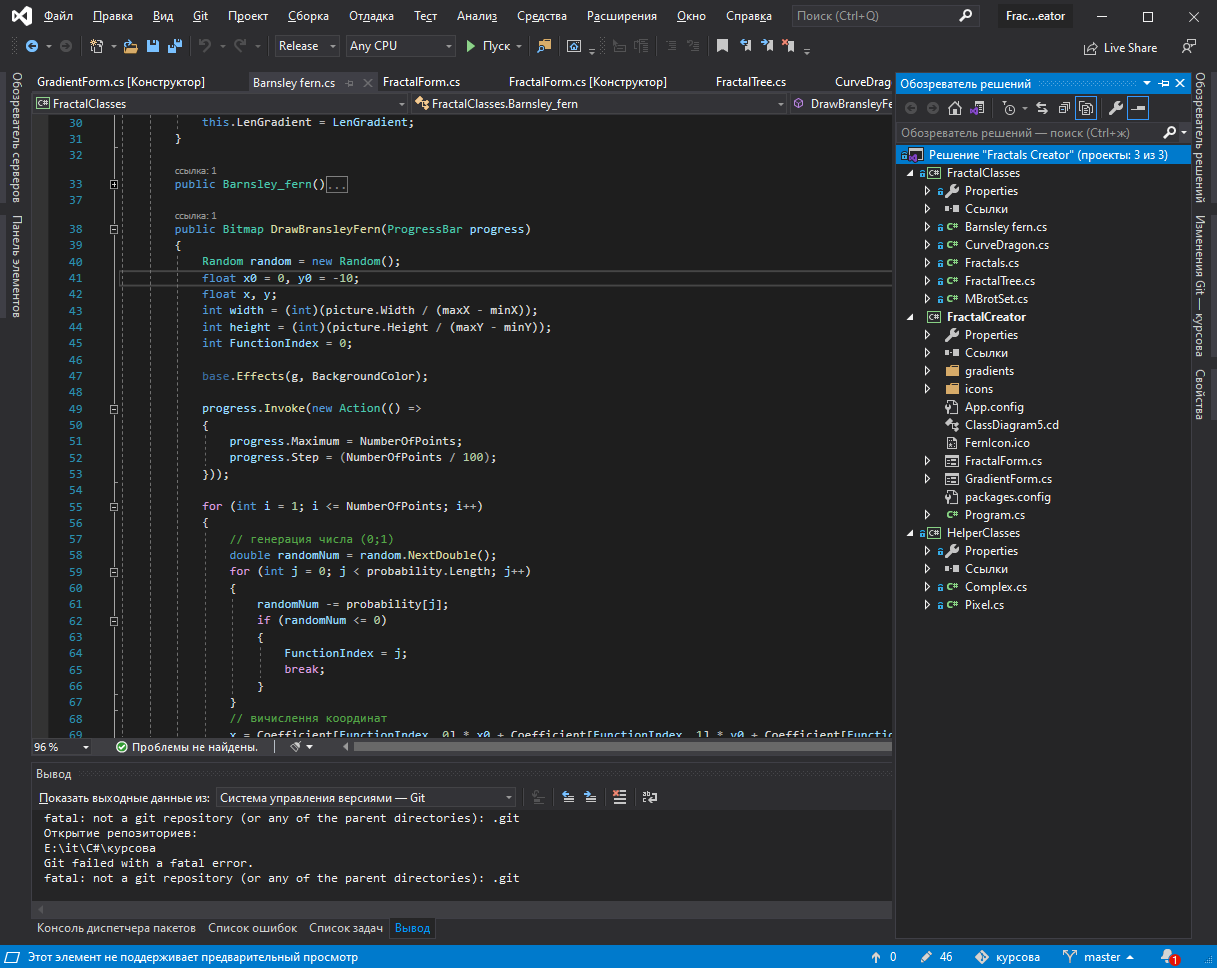 Файл Правка Вид Git Проект Сборка Отладка Тест Анализ Средства Расширения Окно Справка Поиск (Ctrl+Q) Frac...eator
Release Any CPU Пуск Live Share
GradientForm.cs [Конструктор] Barnsley fern.cs FractalForm.cs FractalForm.cs [Конструктор] FractalTree.cs CurveDrag
FractalClasses FractalClasses.Barnsley_fern DrawBransleyFe
30 this.LenGradient = LenGradient;
31 }
32
ссылка: 1
33 public Barnsley_fern()...
37
ссылка: 1
38 public Bitmap DrawBransleyFern(ProgressBar progress)
39 {
40 Random random = new Random();
41 float x0 = 0, y0 = -10;
42 float x, y;
43 int width = (int)(picture.Width / (maxX - minX));
44 int height = (int)(picture.Height / (maxY - minY));
45 int FunctionIndex = 0;
46
47 base.Effects(g, BackgroundColor);
48
49 progress.Invoke(new Action(() =>
50 {
51 progress.Maximum = NumberOfPoints;
52 progress.Step = (NumberOfPoints / 100);
53 }));
54
55 for (int i = 1; i <= NumberOfPoints; i++)
56 {
57 // генерация числа (0;1)
58 double randomNum = random.NextDouble();
59 for (int j = 0; j < probability.Length; j++)
60 {
61 randomNum -= probability[j];
62 if (randomNum <= 0)
63 {
64 FunctionIndex = j;
65 break;
66 }
67 }
68 // вичислення координат
69 x = Coefficient[FunctionIndex, 0] * x0 + Coefficient[FunctionIndex, 1] * y0 + Coefficient[Func
96 % Проблемы не найдены.
Вывод
Показать выходные данные из: Система управления версиями — Git
fatal: not a git repository (or any of the parent directories): .git
Открытие репозиториев:
E:\it\C#\курсова
Git failed with a fatal error.
fatal: not a git repository (or any of the parent directories): .git
Консоль диспетчера пакетов Список ошибок Список задач Вывод
Обозреватель серверов
Панель элементов
Обозреватель решений
Обозреватель решений — поиск (Ctrl+ж)
Решение "Fractals Creator" (проекты: 3 из 3)
FractalClasses
Properties
Ссылки
Barnsley fern.cs
CurveDragon.cs
Fractals.cs
FractalTree.cs
MBrotSet.cs
FractalCreator
Properties
Ссылки
gradients
icons
App.config
ClassDiagram5.cd
FernIcon.ico
FractalForm.cs
GradientForm.cs
packages.config
Program.cs
HelperClasses
Properties
Ссылки
Complex.cs
Pixel.cs
Обозреватель решений
Изменения Git — курсова
Свойства
Этот элемент не поддерживает предварительный просмотр 0 46 курсова master 1